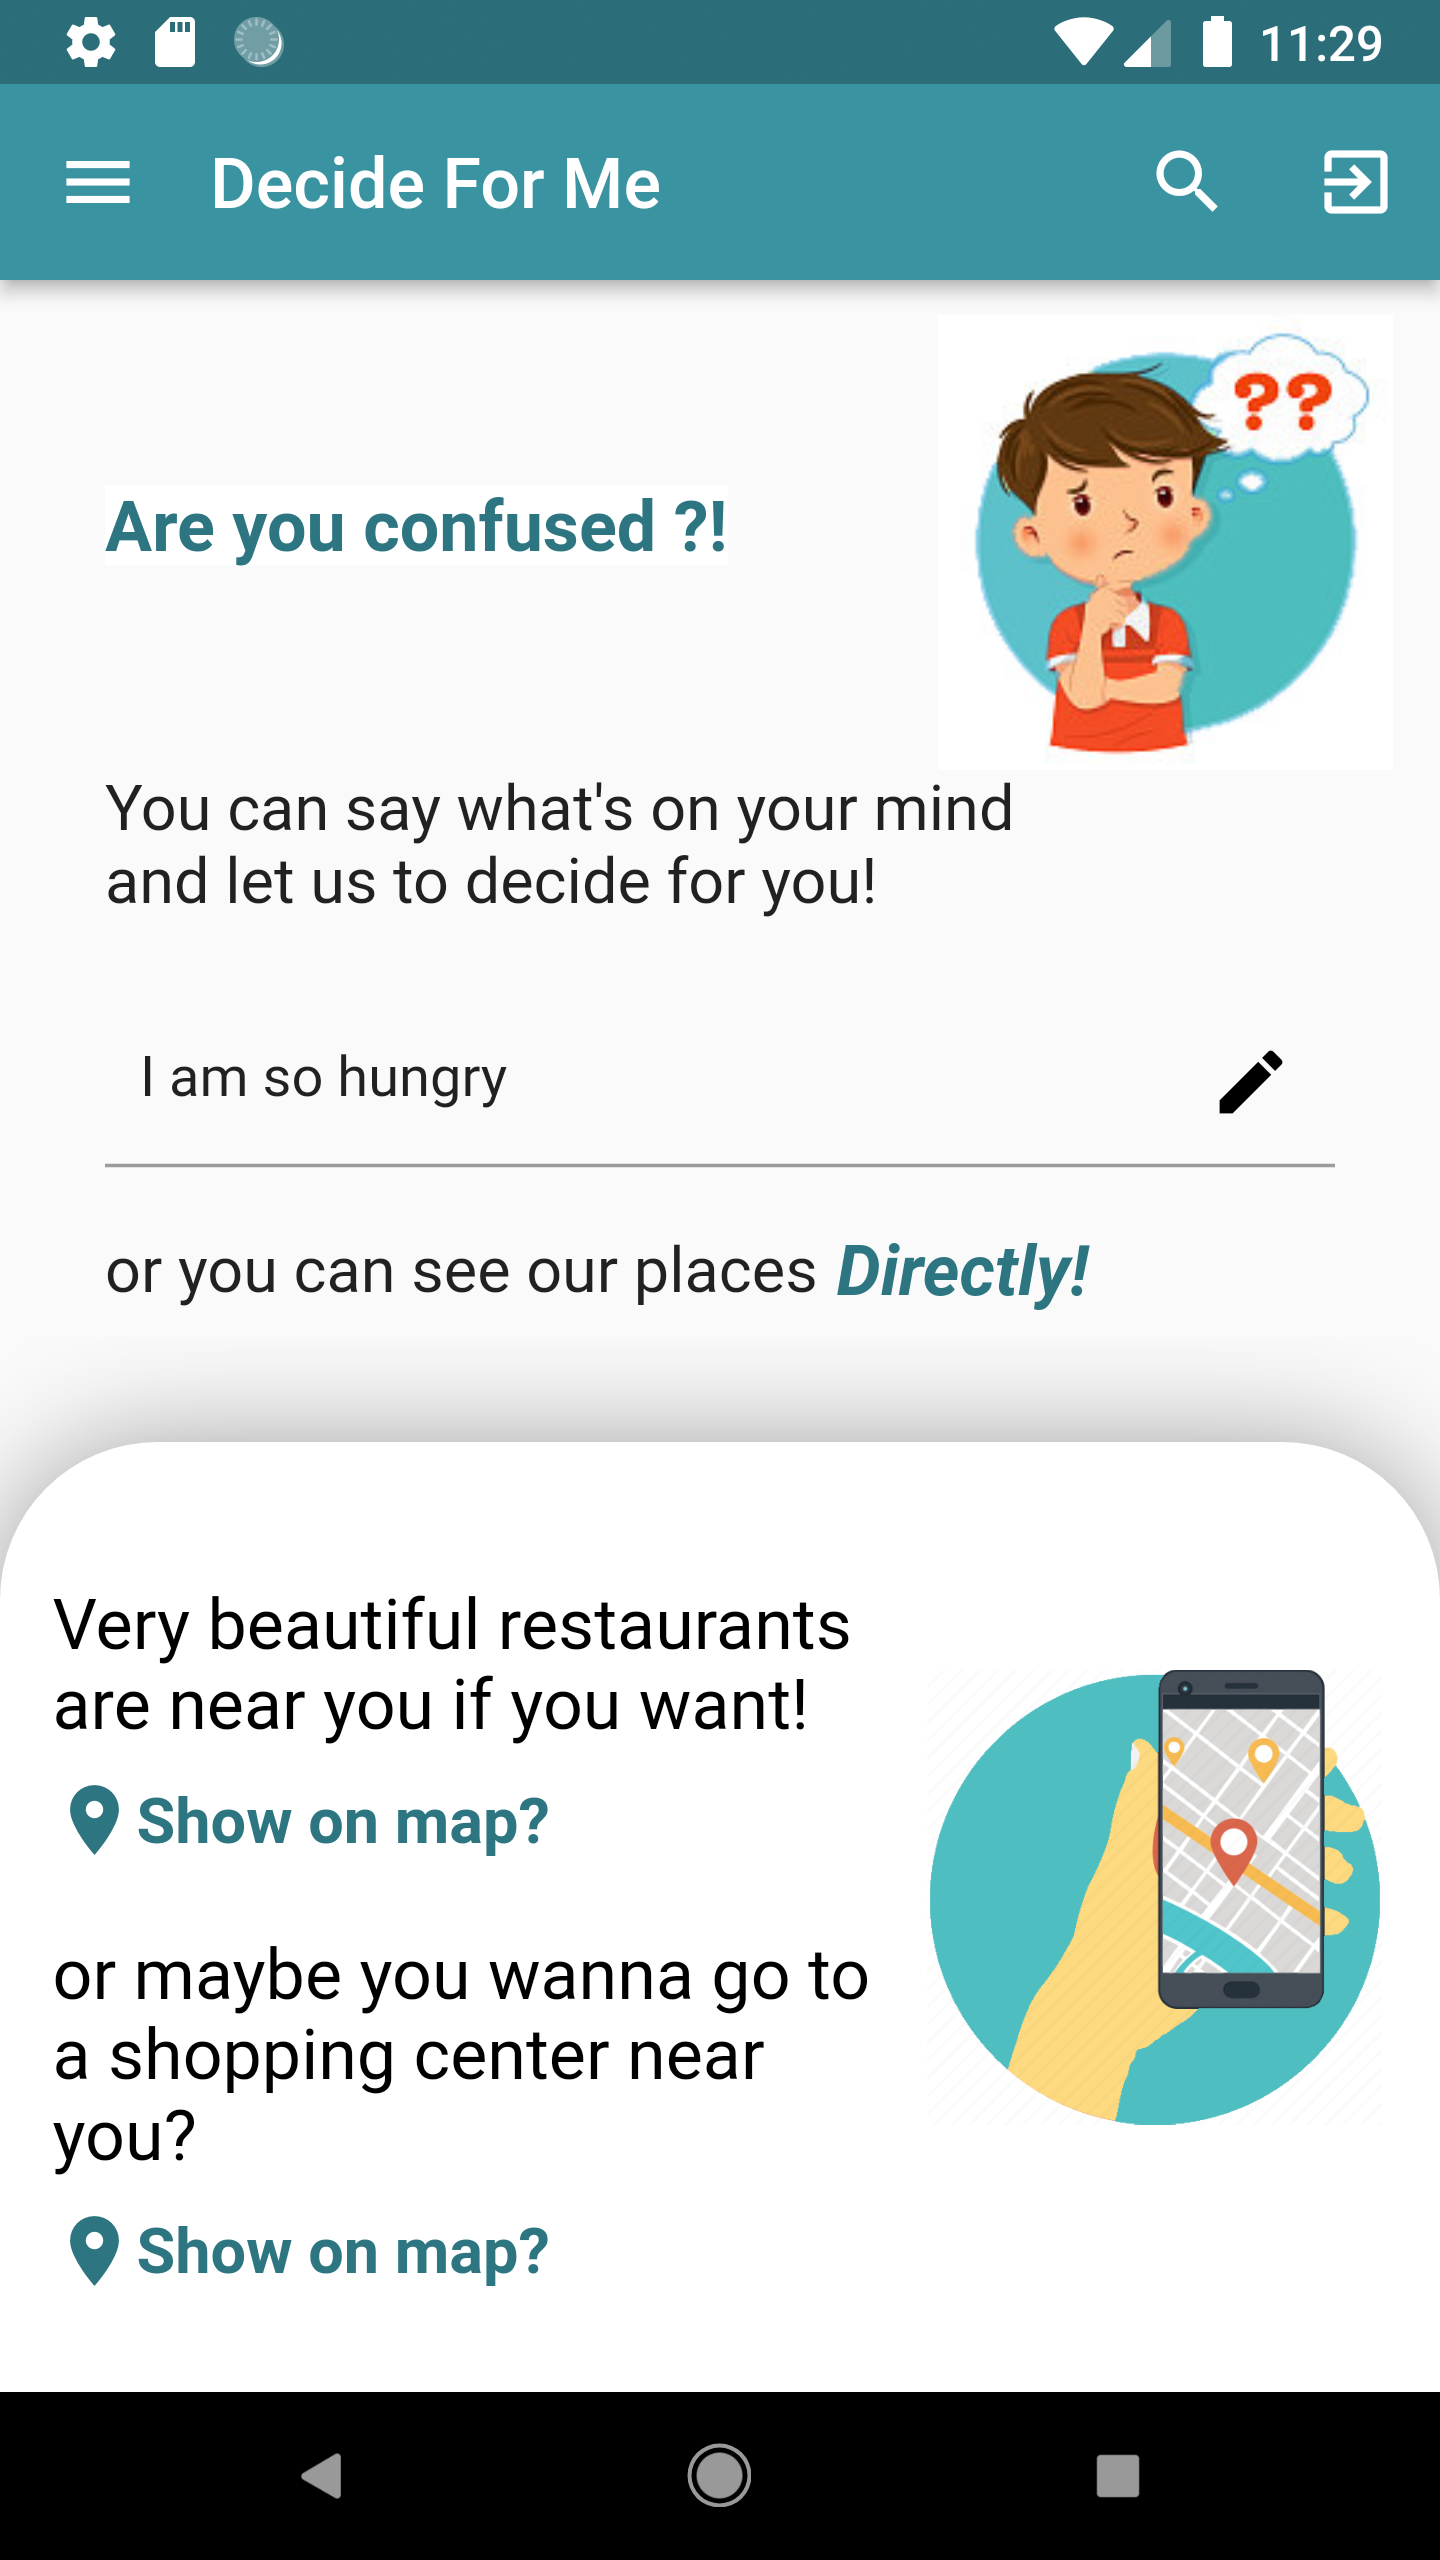 11:29
Decide For Me
??
Are you confused ?!
You can say what's on your mind
and let us to decide for you!
I am so hungry
or you can see our places Directly!
Very beautiful restaurants
are near you if you want!
Show on map?
or maybe you wanna go to
a shopping center near
you?
Show on map?